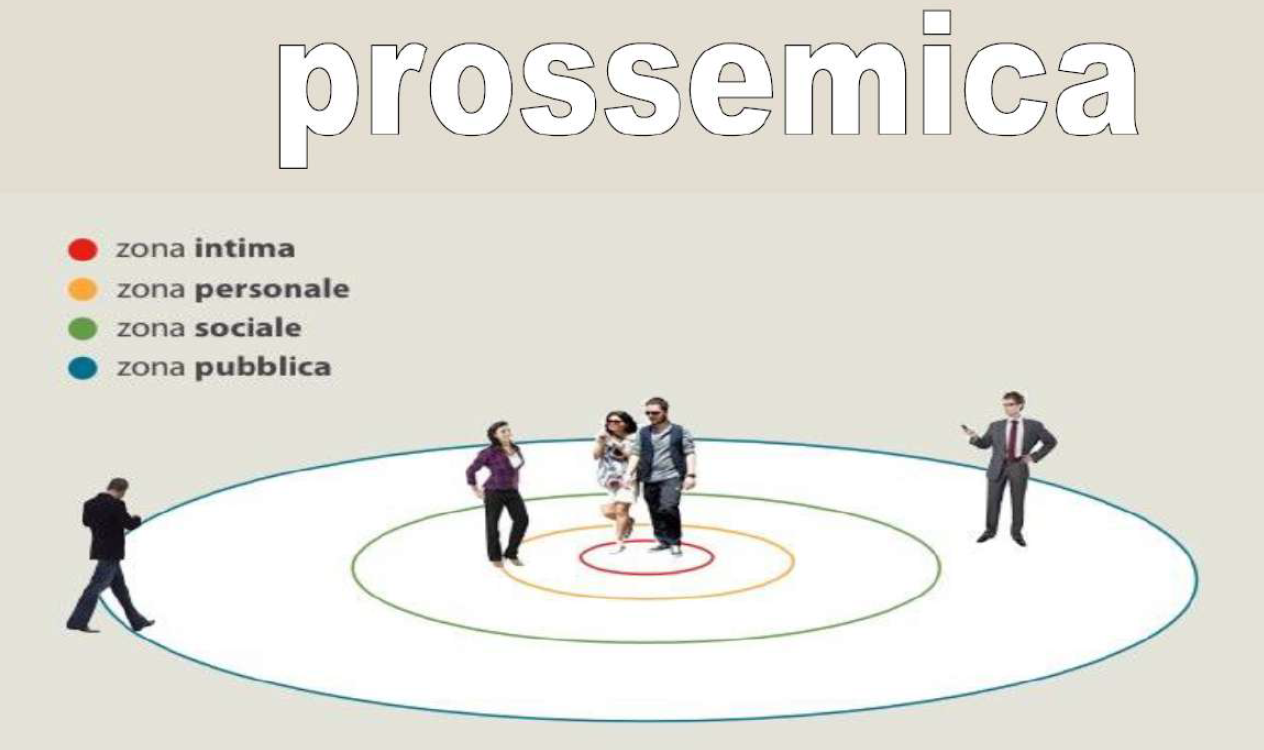 prossemica
zona intima
zona personale
zona sociale
zona pubblica